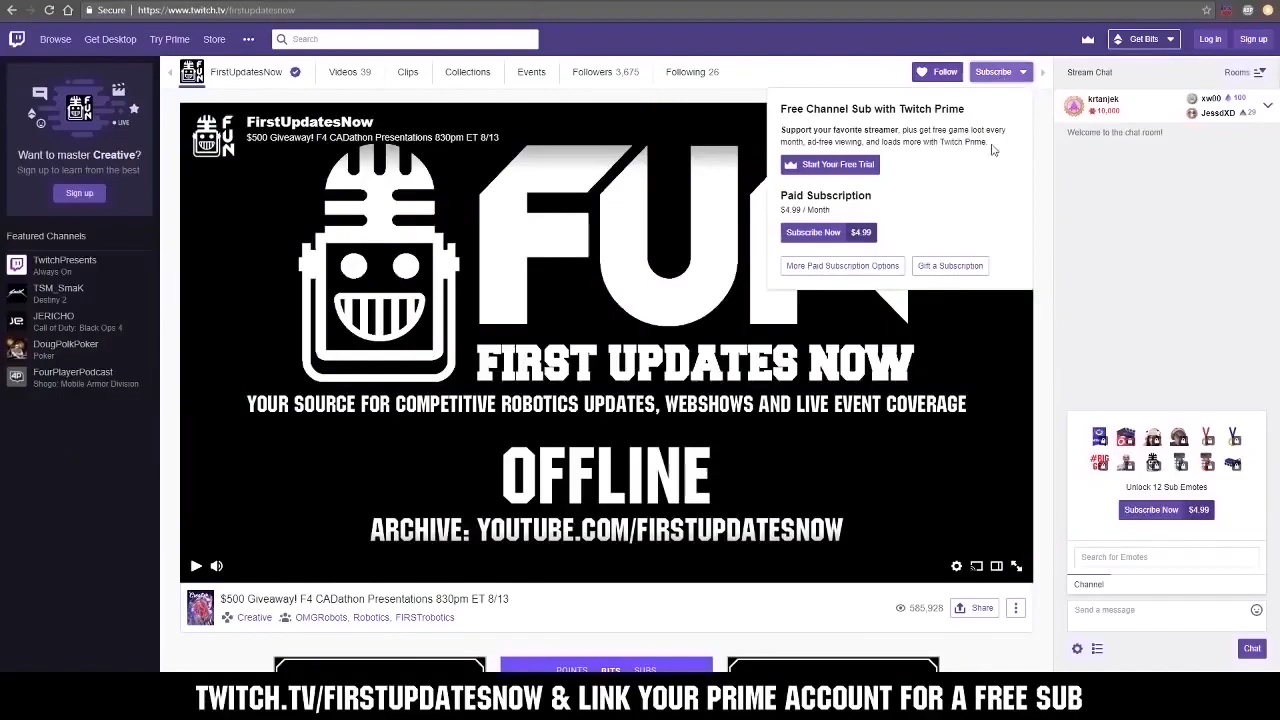 Secure
https://www.twitch.tv/firstupdatesnow
Browse
Get Desktop
Try Prime
Store
Search
Get Bits
Log in
Sign up
FUN
LIVE
Want to master Creative?
Sign up to learn from the best
Sign up
Featured Channels
TwitchPresents
Always On
TSM_SmaK
Destiny 2
JERICHO
Call of Duty: Black Ops 4
DougPolkPoker
Poker
FourPlayerPodcast
Shogo: Mobile Armor Division
FUN
FirstUpdatesNow
Videos 39
Clips
Collections
Events
Followers 3,675
Following 26
Follow
Subscribe
FUN
FirstUpdatesNow
$500 Giveaway! F4 CADathon Presentations 830pm ET 8/13
Free Channel Sub with Twitch Prime
Support your favorite streamer, plus get free game loot every
month, ad-free viewing, and loads more with Twitch Prime.
Start Your Free Trial
Paid Subscription
$4.99 / Month
Subscribe Now $4.99
More Paid Subscription Options
Gift a Subscription
FUN
FIRST UPDATES NOW
YOUR SOURCE FOR COMPETITIVE ROBOTICS UPDATES, WEBSHOWS AND LIVE EVENT COVERAGE
OFFLINE
ARCHIVE: YOUTUBE.COM/FIRSTUPDATESNOW
$500 Giveaway! F4 CADathon Presentations 830pm ET 8/13
Creative
OMGRobots, Robotics, FIRSTrobotics
585,928
Share
POINTS BITS SUBS
Stream Chat
Rooms
krtanjek
10,000
xw00 100
JessdXD 29
Welcome to the chat room!
Unlock 12 Sub Emotes
Subscribe Now $4.99
Search for Emotes
Channel
Send a message
Chat
TWITCH.TV/FIRSTUPDATESNOW & LINK YOUR PRIME ACCOUNT FOR A FREE SUB